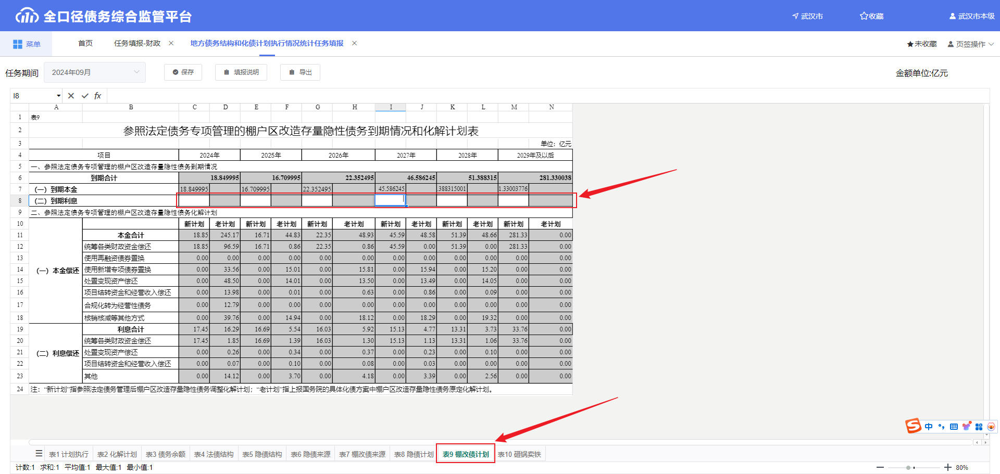 全口径债务综合监管平台 武汉市 收藏 武汉市本级
菜单 首页 任务填报-财政 地方债务结构和化债计划执行情况统计任务填报 未收藏 页签操作
任务期间 2024年09月 保存 填报说明 导出 金额单位:亿元
I8 fx
A B C D E F G H I J K L M N
1 表9
2 参照法定债务专项管理的棚户区改造存量隐性债务到期情况和化解计划表
3 单位：亿元
4 项目 2024年 2025年 2026年 2027年 2028年 2029年及以后
5 一、参照法定债务专项管理的棚户区改造存量隐性债务到期情况
6 到期合计 18.849995 16.709995 22.352495 46.586245 51.388315 281.330038
7 （一）到期本金 18.849995 16.709995 22.352495 45.586245 .388315001 1.33003776
8 （二）到期利息
9 二、参照法定债务专项管理的棚户区改造存量隐性债务化解计划
10 新计划 老计划 新计划 老计划 新计划 老计划 新计划 老计划 新计划 老计划 新计划 老计划
11 本金合计 18.85 245.17 16.71 44.83 22.35 48.93 45.59 48.58 51.39 48.66 281.33 0.00
12 统筹各类财政资金偿还 18.85 96.59 16.71 0.86 22.35 0.86 45.59 0.00 51.39 0.00 281.33 0.00
13 使用再融资债券置换 0.00 0.00 0.00 0.00 0.00 0.00 0.00 0.00 0.00 0.00 0.00 0.00
14 （一）本金偿还 使用新增专项债券置换 0.00 33.56 0.00 15.01 0.00 15.81 0.00 15.94 0.00 15.20 0.00 0.00
15 处置变现资产偿还 0.00 48.50 0.00 14.01 0.00 13.50 0.00 13.49 0.00 14.05 0.00 0.00
16 项目结转资金和经营收入偿还 0.00 13.98 0.00 0.01 0.00 0.63 0.00 0.86 0.00 0.09 0.00 0.00
17 合规化转为经营性债务 0.00 12.79 0.00 0.00 0.00 0.00 0.00 0.00 0.00 0.00 0.00 0.00
18 核销核减等其他方式 0.00 39.76 0.00 14.94 0.00 18.12 0.00 18.29 0.00 19.32 0.00 0.00
19 利息合计 17.45 16.29 16.69 5.54 16.03 5.92 15.13 4.77 13.31 3.73 33.76 0.00
20 统筹各类财政资金偿还 17.45 1.85 16.69 1.39 16.03 1.30 15.13 1.13 13.31 1.06 33.76 0.00
21 （二）利息偿还 处置变现资产偿还 0.00 0.26 0.00 0.34 0.00 0.37 0.00 0.23 0.00 0.10 0.00 0.00
22 项目结转资金和经营收入偿还 0.00 0.07 0.00 0.10 0.00 0.08 0.00 0.03 0.00 0.00 0.00 0.00
23 其他 0.00 14.12 0.00 3.70 0.00 4.18 0.00 3.39 0.00 2.56 0.00 0.00
24 注：“新计划”指参照法定债务管理后棚户区改造存量隐性债务调整化解计划；“老计划”指上报国务院的具体化债方案中棚户区改造存量隐性债务原定化解计划。
S 中
表1 计划执行 表2 化解计划 表3 债务余额 表4 法债结构 表5 隐债结构 表6 隐债来源 表7 棚改债来源 表8 隐债计划 表9 棚改债计划 表10 砸锅卖铁
计数:1 求和:1 平均值:1 最大值:1 最小值:1 80%